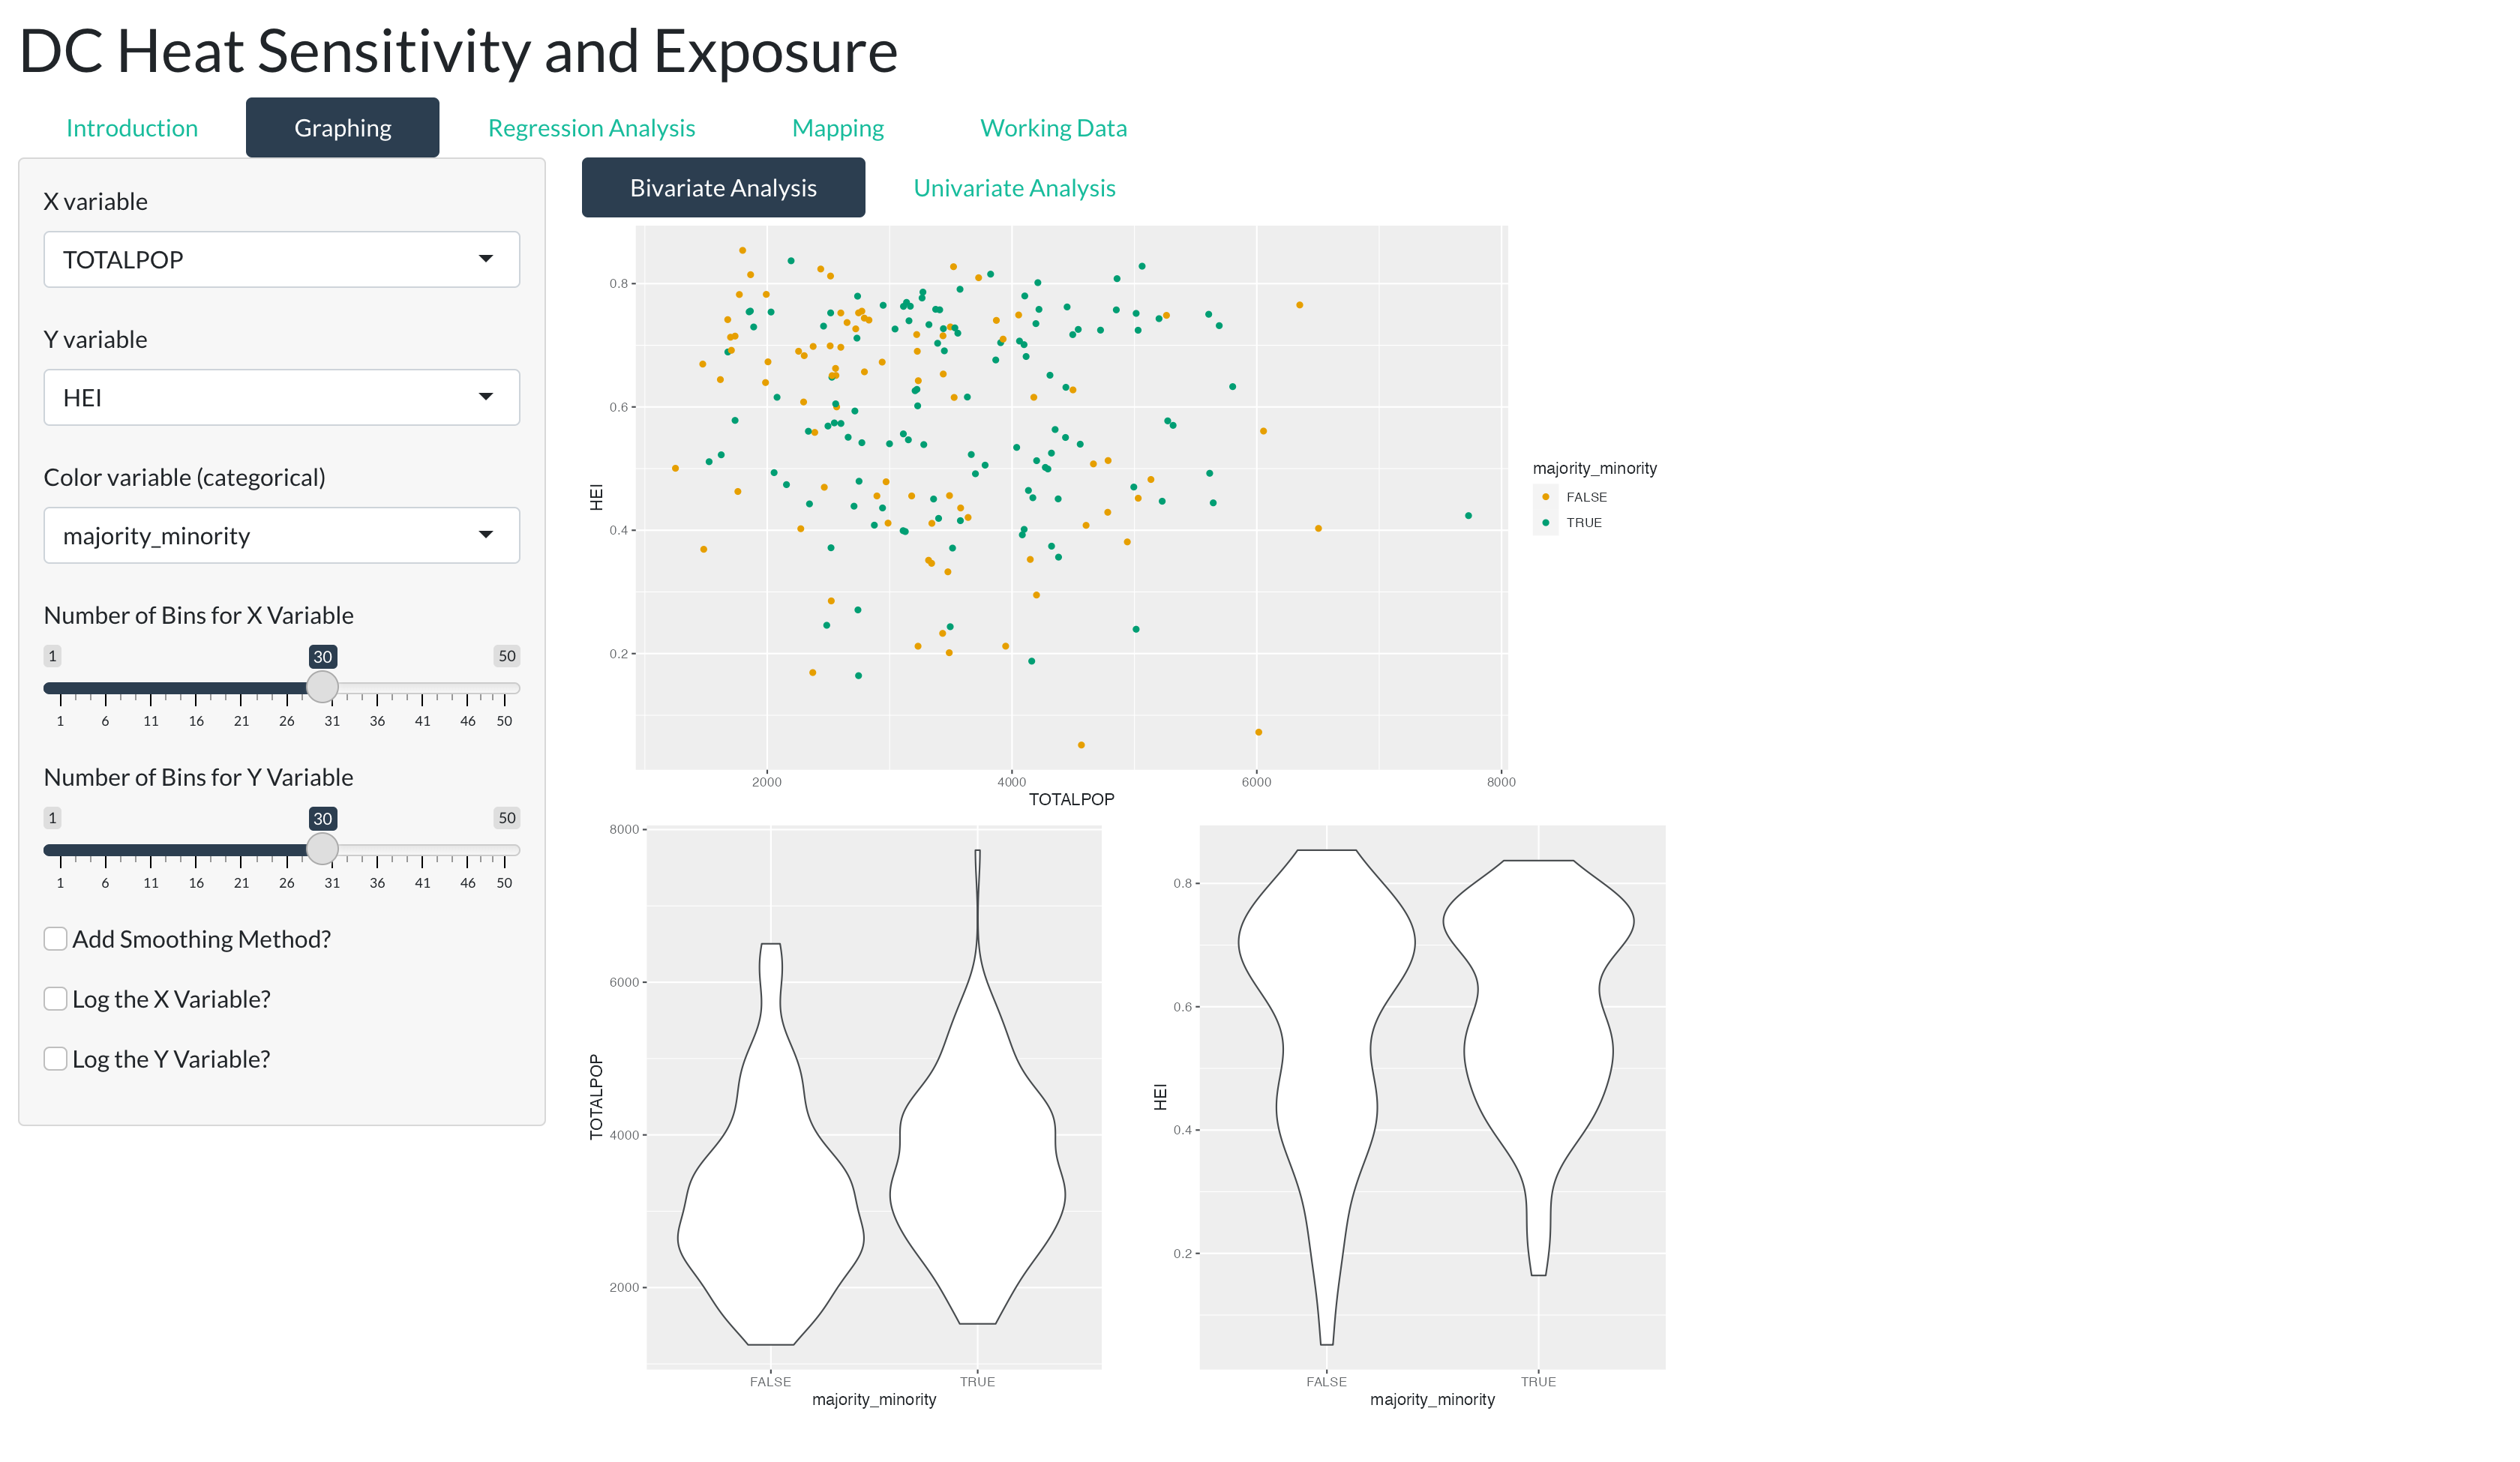 DC Heat Sensitivity and Exposure
Introduction Graphing Regression Analysis Mapping Working Data
X variable
TOTALPOP
Y variable
HEI
Color variable (categorical)
majority_minority
Number of Bins for X Variable
1 30 50
1 6 11 16 21 26 31 36 41 46 50
Number of Bins for Y Variable
1 30 50
1 6 11 16 21 26 31 36 41 46 50
Add Smoothing Method?
Log the X Variable?
Log the Y Variable?
Bivariate Analysis Univariate Analysis
0.8
0.6
0.4
0.2
HEI
2000 4000 6000 8000
TOTALPOP
majority_minority
FALSE
TRUE
8000
6000
4000
2000
TOTALPOP
FALSE TRUE
majority_minority
0.8
0.6
0.4
0.2
HEI
FALSE TRUE
majority_minority